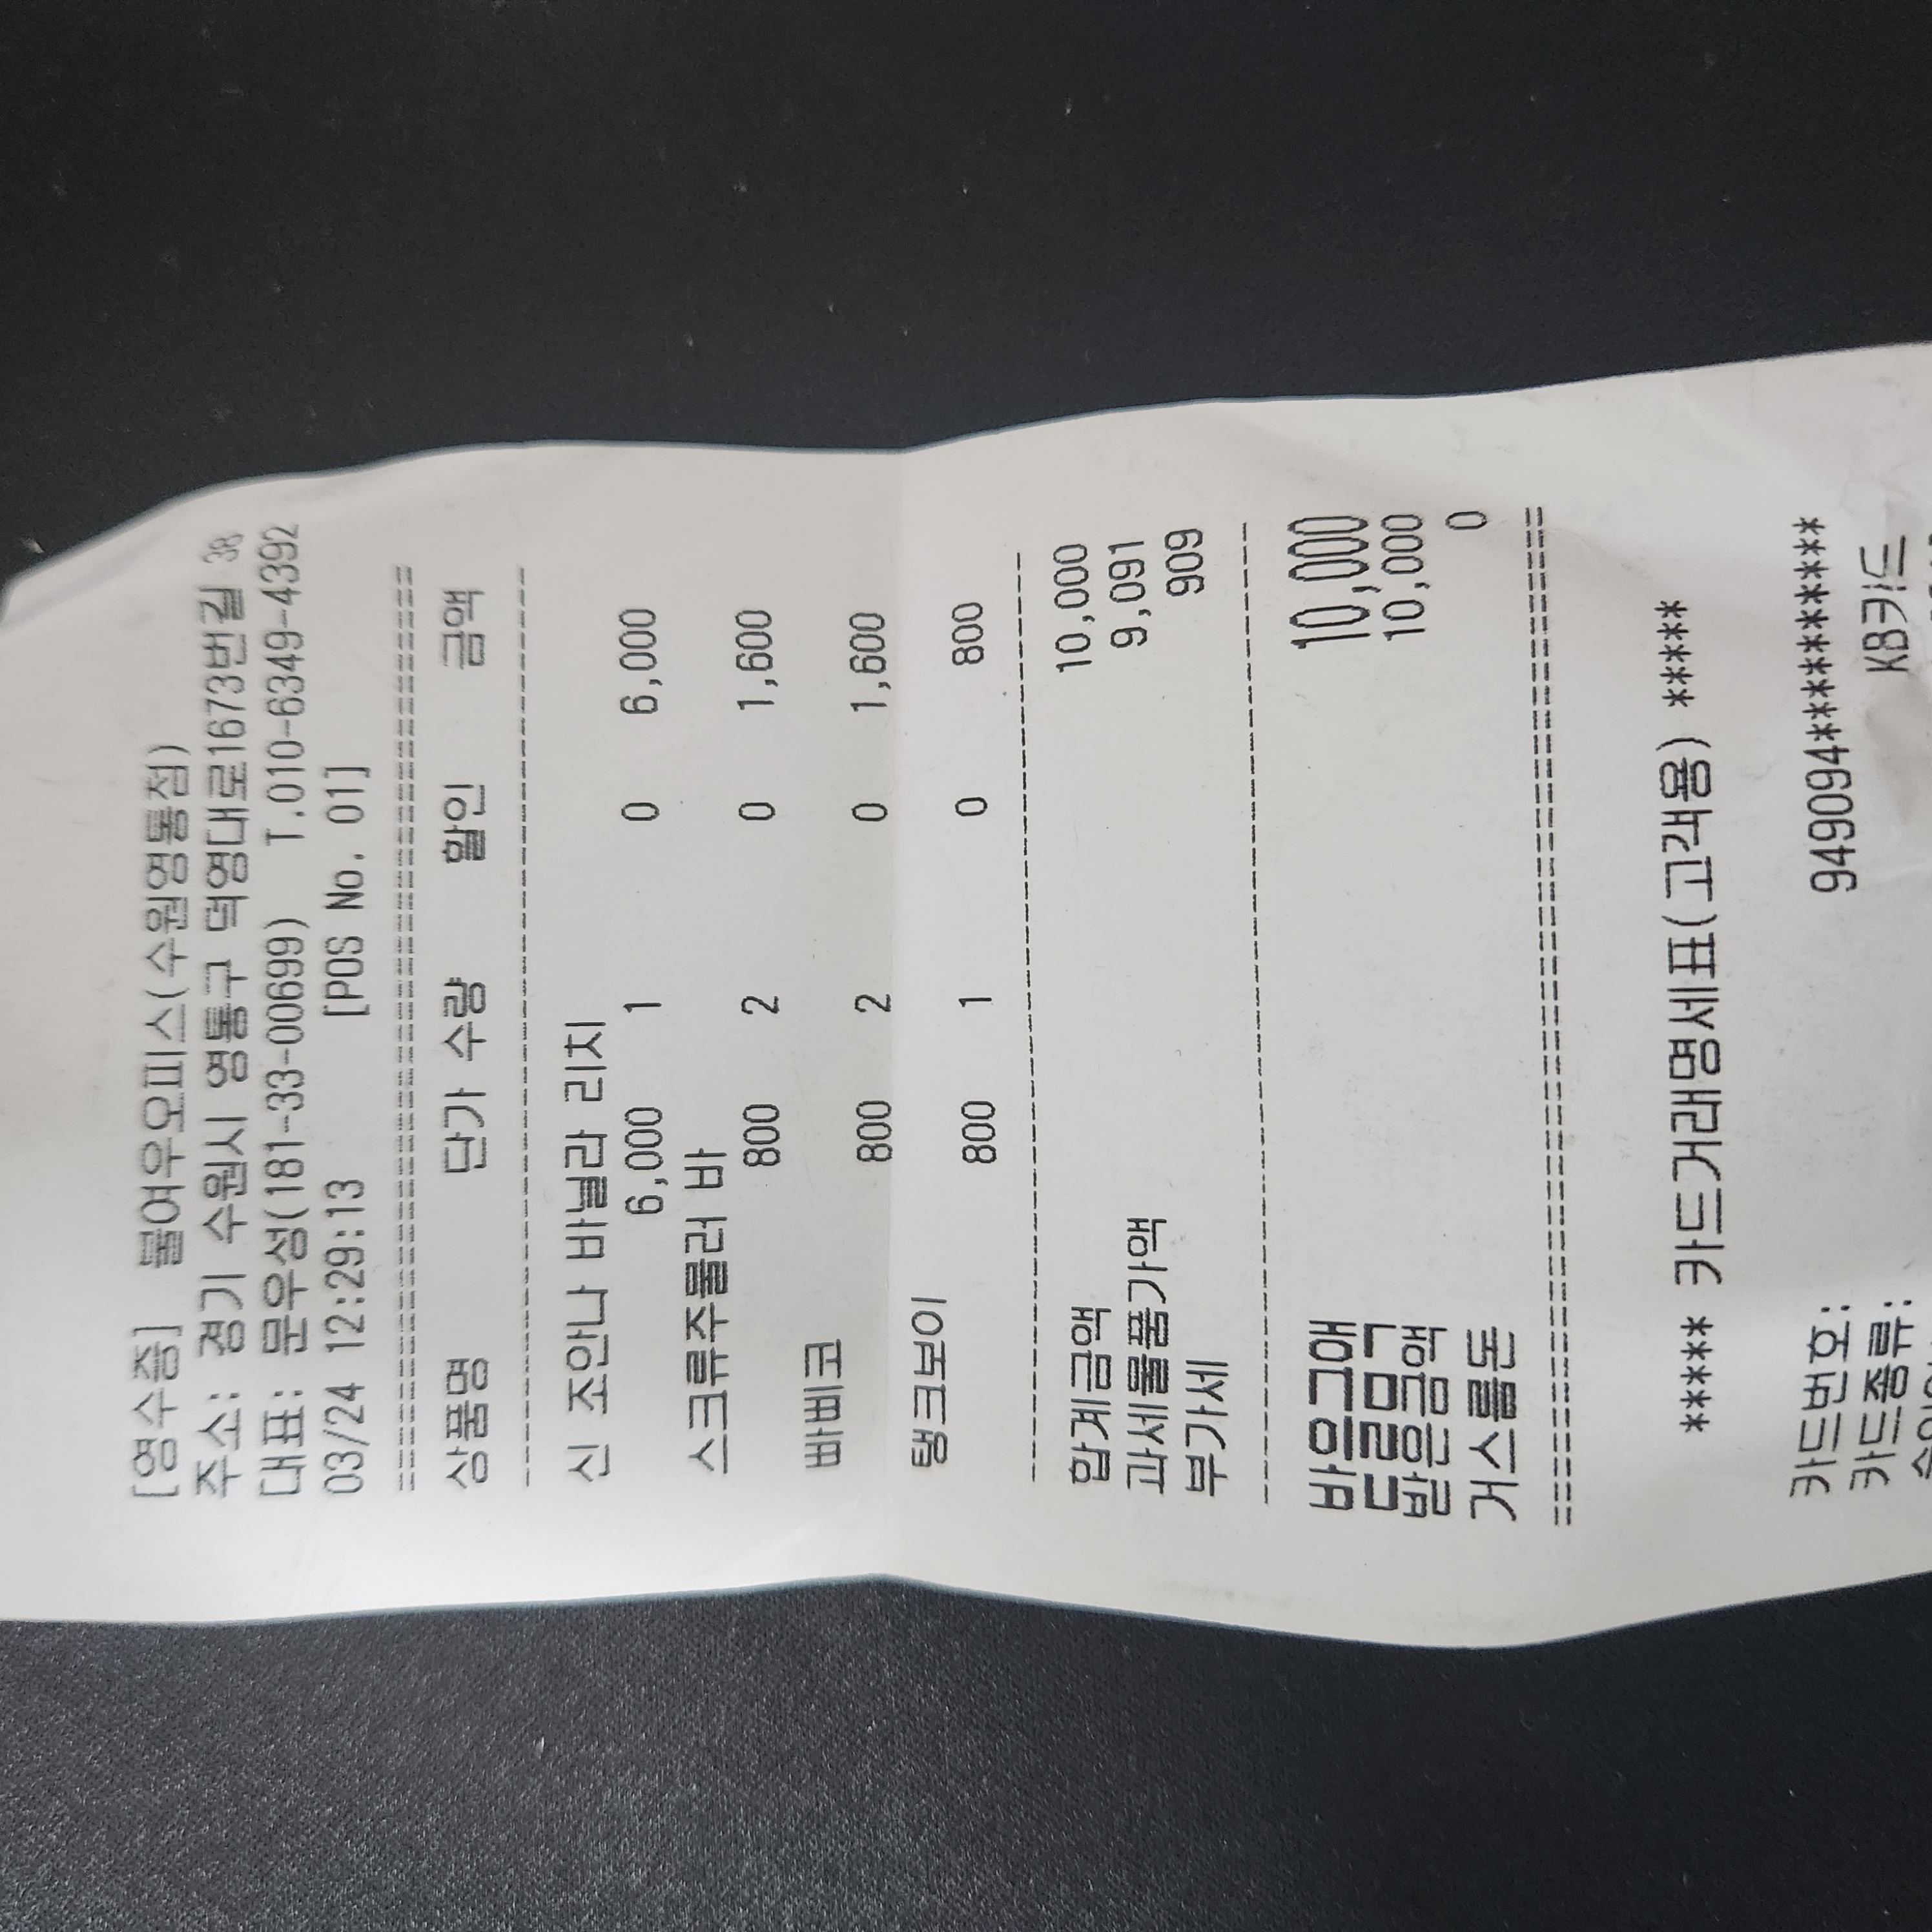 [영수증] 불여우오피스(수원영통점)
주소: 경기 수원시 영통구 덕영대로1673번길 38
대표: 문우성(181-33-00699) T.010-6349-4392
03/24 12:29:13 [POS No. 01]
상품명 단가 수량 할인 금액
신 조안나 바닐라 리치
6,000 1 0 6,000
스크류주물러 바
800 2 0 1,600
빠삐코
800 2 0 1,600
탱크보이
800 1 0 800
합계금액 10,000
과세물품가액 9,091
부가세 909
받을금액 10,000
받은금액 10,000
거스름돈 0
***** 카드거래명세표(고객용) *****
카드번호: 949094**********
카드종류: KB카드